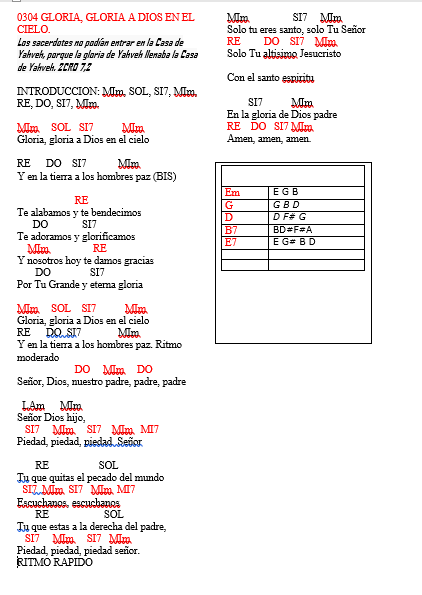 0304 GLORIA, GLORIA A DIOS EN EL
CIELO.
Los sacerdotes no podían entrar en la Casa de
Yahveh, porque la gloria de Yahveh llenaba la Casa
de Yahveh. 2CRO 7,2
INTRODUCCION: MIm, SOL, SI7, MIm,
RE, DO, SI7, MIm,
MIm SOL SI7 MIm
Gloria, gloria a Dios en el cielo
RE DO SI7 MIm
Y en la tierra a los hombres paz (BIS)
RE
Te alabamos y te bendecimos
DO SI7
Te adoramos y glorificamos
MIm RE
Y nosotros hoy te damos gracias
DO SI7
Por Tu Grande y eterna gloria
MIm SOL SI7 MIm
Gloria, gloria a Dios en el cielo
RE DO SI7 MIm
Y en la tierra a los hombres paz. Ritmo
moderado
DO MIm DO
Señor, Dios, nuestro padre, padre, padre
LAm MIm
Señor Dios hijo,
SI7 MIm SI7 MIm MI7
Piedad, piedad, piedad Señor
RE SOL
Tu que quitas el pecado del mundo
SI7 MIm SI7 MIm MI7
Escuchanos, escuchanos
RE SOL
Tu que estas a la derecha del padre,
SI7 MIm SI7 MIm
Piedad, piedad, piedad señor.
RITMO RAPIDO
MIm SI7 MIm
Solo tu eres santo, solo Tu Señor
RE DO SI7 MIm
Solo Tu altísimo Jesucristo
Con el santo espiritu
SI7 MIm
En la gloria de Dios padre
RE DO SI7 MIm
Amen, amen, amen.
Em E G B
G G B D
D D F# G
B7 BD#F#A
E7 E G# B D